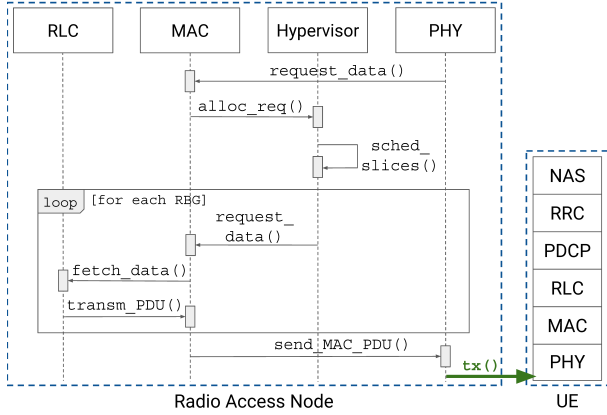 RLC
MAC
Hypervisor
PHY
request_data()
alloc_req()
sched_
slices()
loop
[for each RBG]
request_
data()
fetch_data()
transm_PDU()
send_MAC_PDU()
tx()
Radio Access Node
NAS
RRC
PDCP
RLC
MAC
PHY
UE